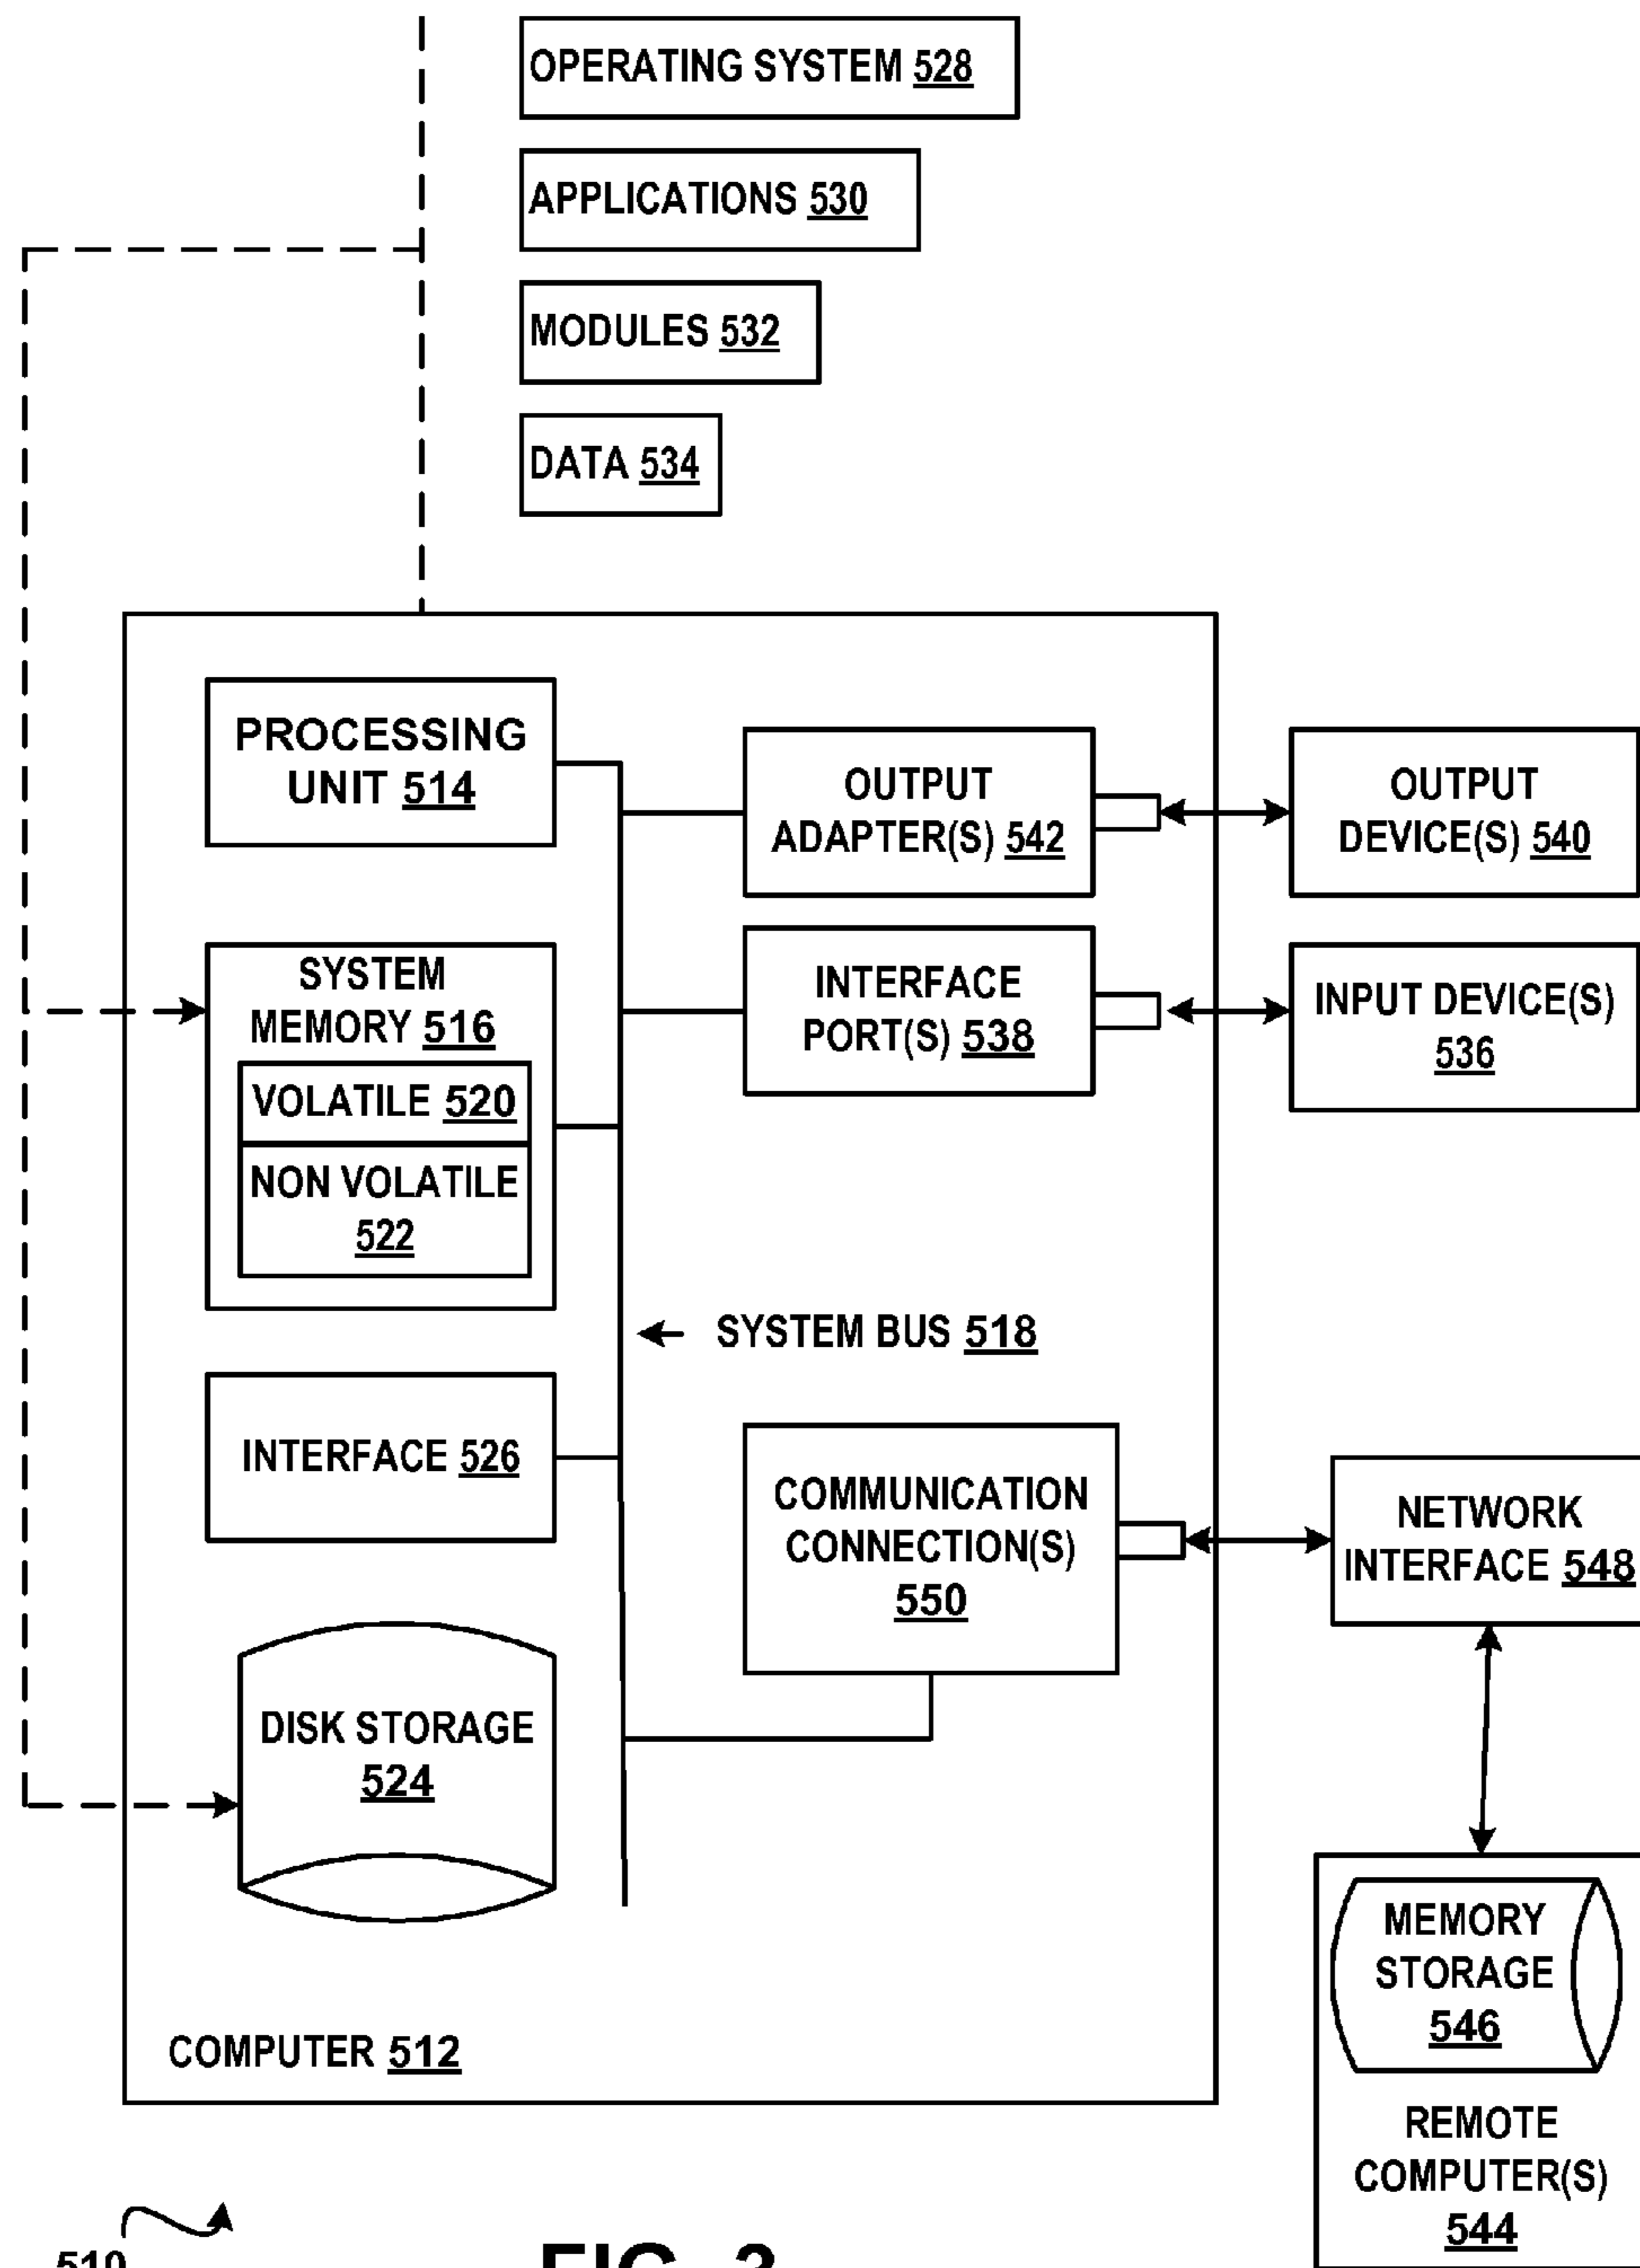 OPERATING SYSTEM 528
APPLICATIONS 530
MODULES 532
DATA 534
PROCESSING
UNIT 514
OUTPUT
ADAPTER(S) 542
OUTPUT
DEVICE(S) 540
SYSTEM
MEMORY 516
VOLATILE 520
NON VOLATILE
522
INTERFACE
PORT(S) 538
INPUT DEVICE(S)
536
SYSTEM BUS 518
INTERFACE 526
COMMUNICATION
CONNECTION(S)
550
NETWORK
INTERFACE 548
DISK STORAGE
524
MEMORY
STORAGE
546
REMOTE
COMPUTER(S)
544
COMPUTER 512
510
FIG.